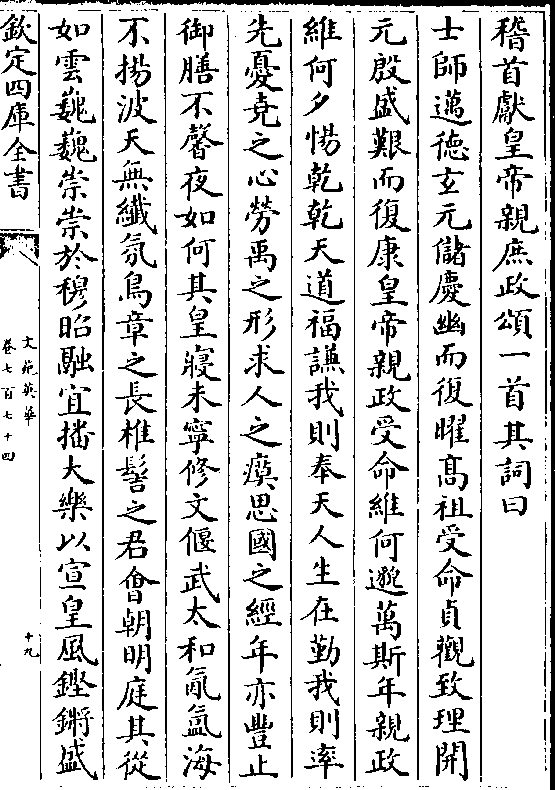 稽首獻皇帝親庶政頌一首其詞曰
士師邁德玄元儲慶幽而復曜髙祖受命貞觀致理開
元殷盛艱而復康皇帝親政受命維何邈萬斯年親政
維何夕惕乾乾天道福謙我則奉天人生在勤我則率
先憂堯之心勞禹之形求人之瘼思國之經年亦豐止
御膳不馨夜如何其皇寢未寧修文偃武太和氤氲海
不揚波天無纖氛鳥章之長椎髻之君㑹朝明庭其從
如雲巍巍崇崇於穆昭融宜播大樂以宣皇風鏗鏘盛
欽定四庫全書
文苑英華
卷七百七十四
十九